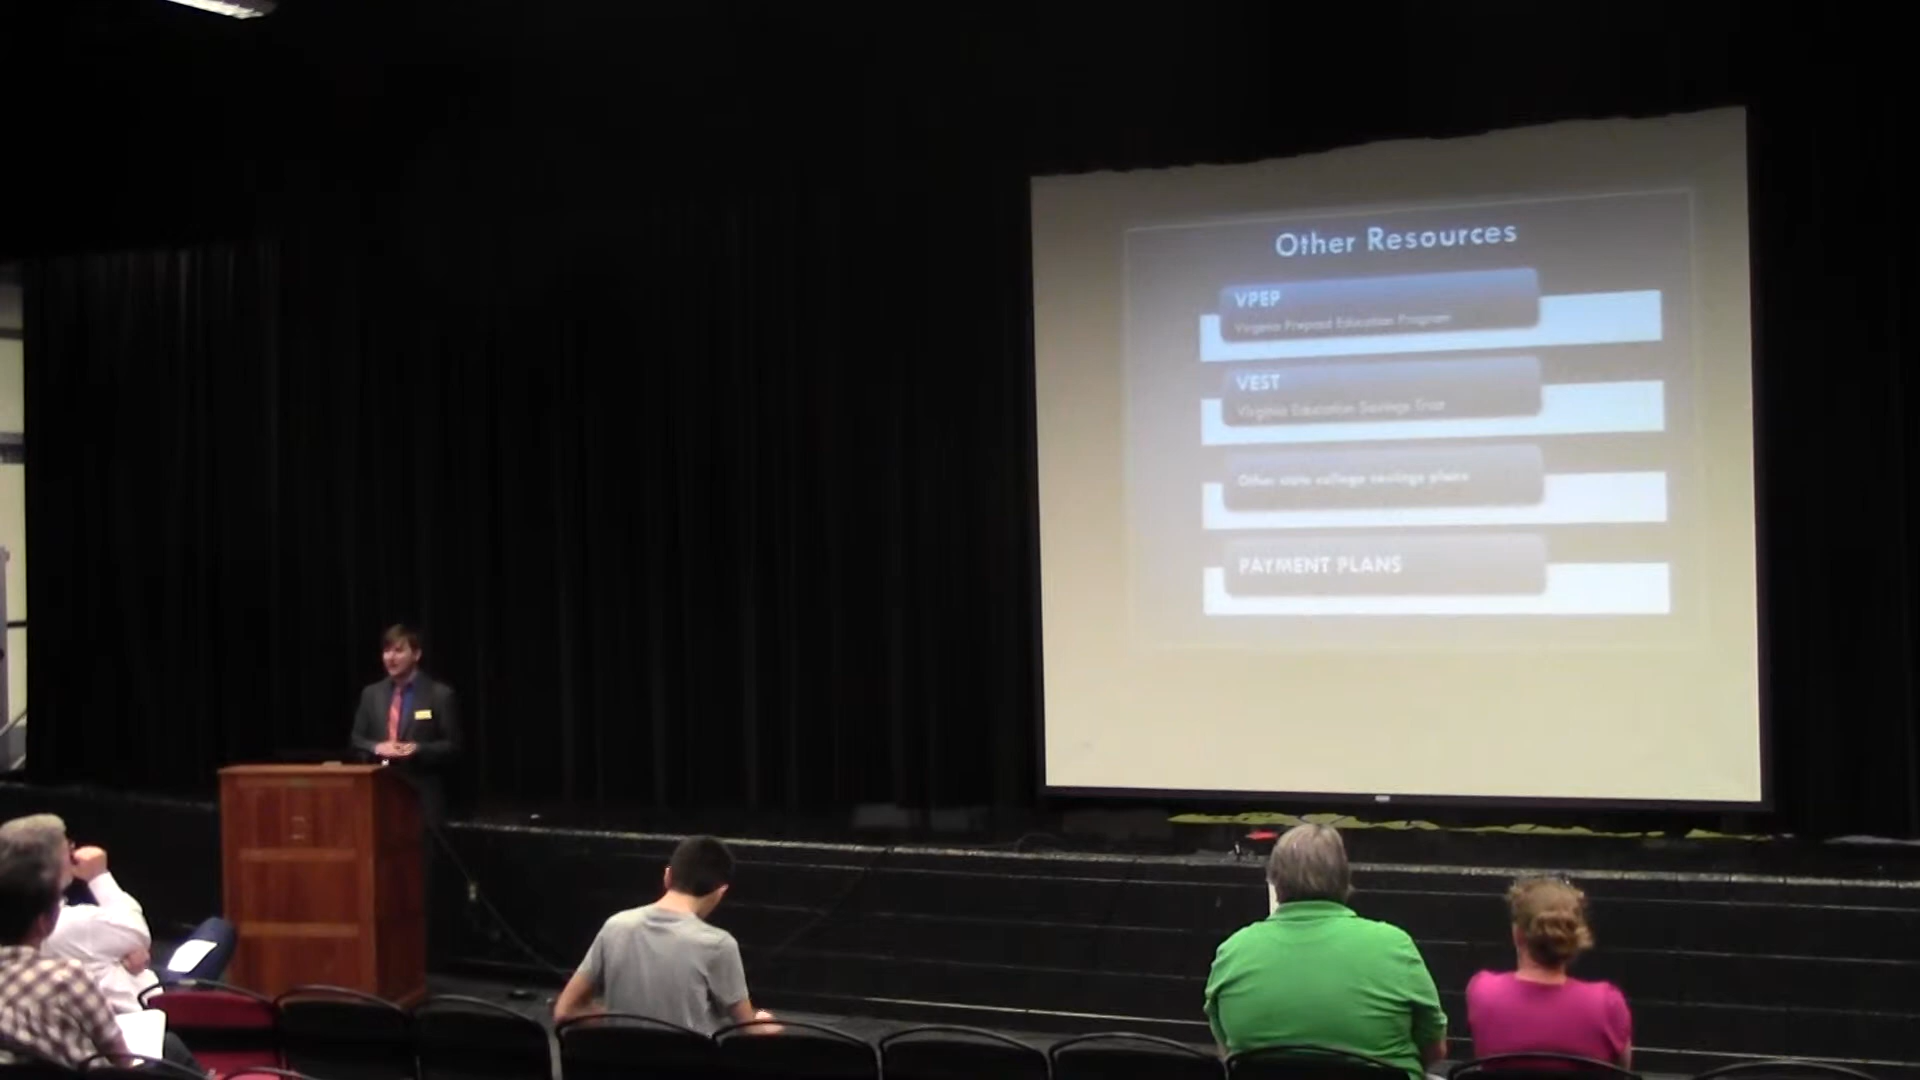 Other Resources
VPEP
Virginia Prepaid Education Program
VEST
Virginia Education Savings Trust
Other state college savings plans
PAYMENT PLANS